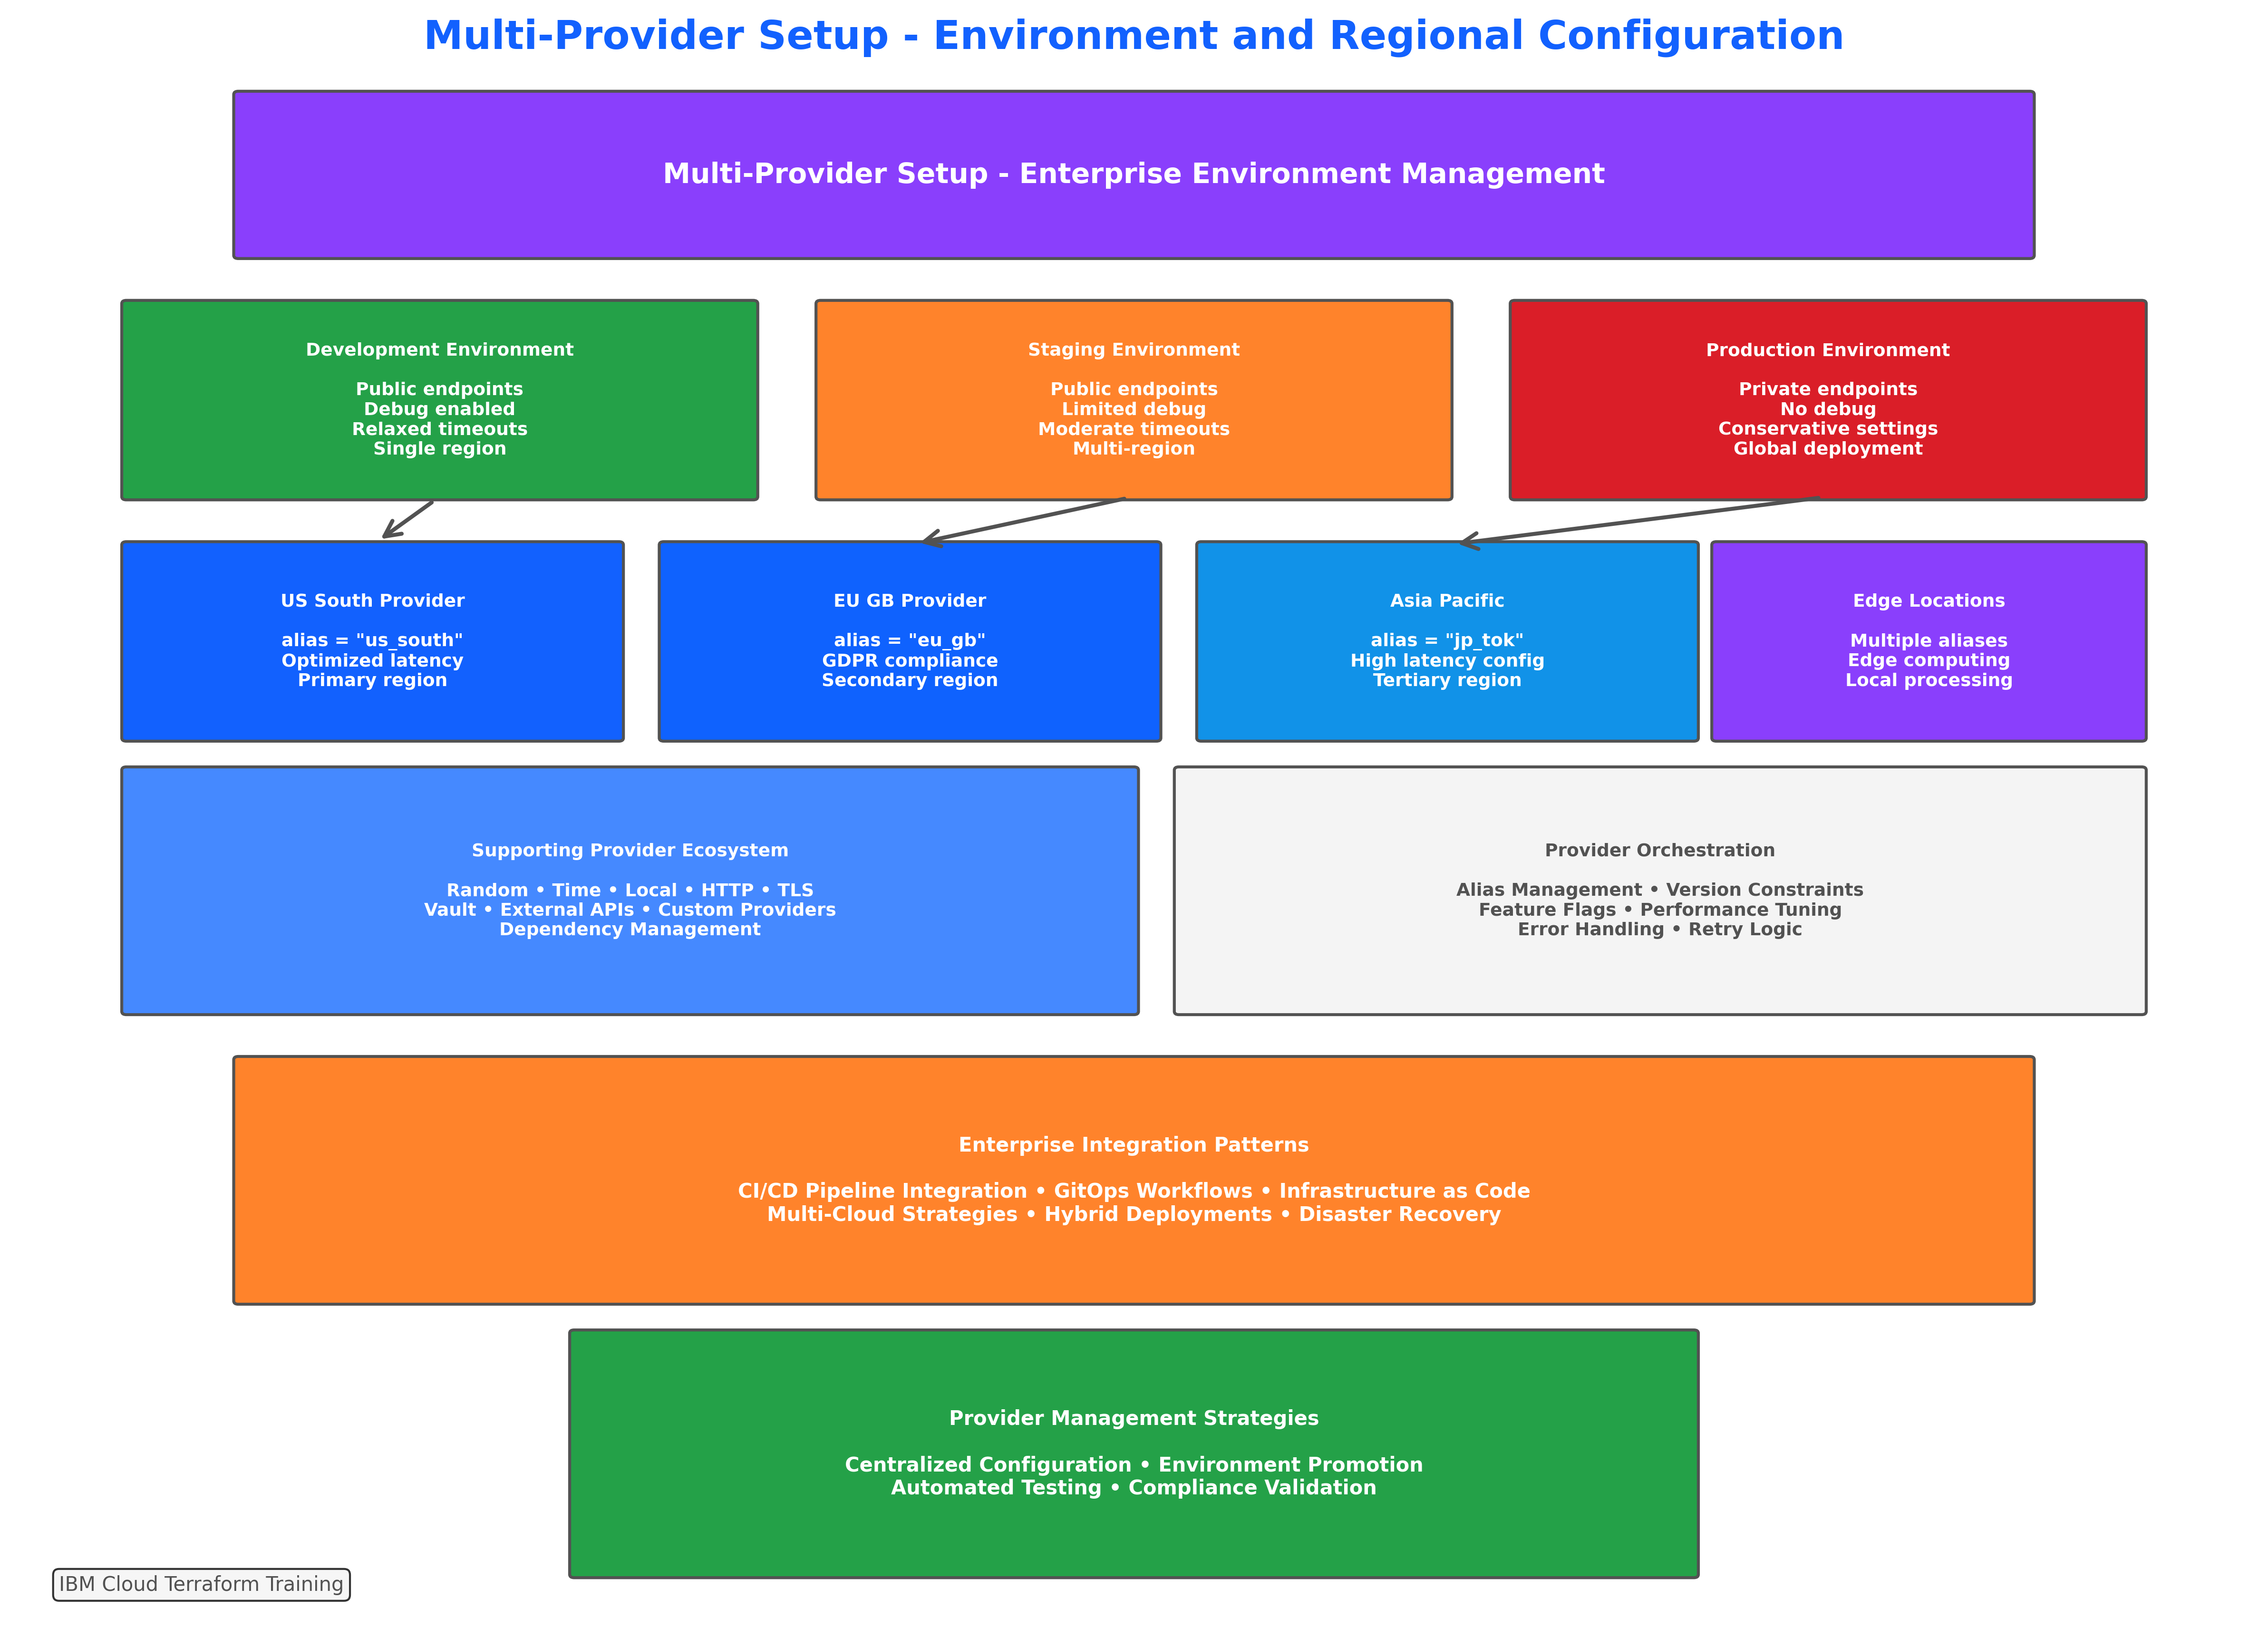 Multi-Provider Setup - Environment and Regional Configuration
Multi-Provider Setup - Enterprise Environment Management
Development Environment
Public endpoints
Debug enabled
Relaxed timeouts
Single region
Staging Environment
Public endpoints
Limited debug
Moderate timeouts
Multi-region
Production Environment
Private endpoints
No debug
Conservative settings
Global deployment
US South Provider
alias = "us_south"
Optimized latency
Primary region
EU GB Provider
alias = "eu_gb"
GDPR compliance
Secondary region
Asia Pacific
alias = "jp_tok"
High latency config
Tertiary region
Edge Locations
Multiple aliases
Edge computing
Local processing
Supporting Provider Ecosystem
Random • Time • Local • HTTP • TLS
Vault • External APIs • Custom Providers
Dependency Management
Provider Orchestration
Alias Management • Version Constraints
Feature Flags • Performance Tuning
Error Handling • Retry Logic
Enterprise Integration Patterns
CI/CD Pipeline Integration • GitOps Workflows • Infrastructure as Code
Multi-Cloud Strategies • Hybrid Deployments • Disaster Recovery
Provider Management Strategies
Centralized Configuration • Environment Promotion
Automated Testing • Compliance Validation
IBM Cloud Terraform Training